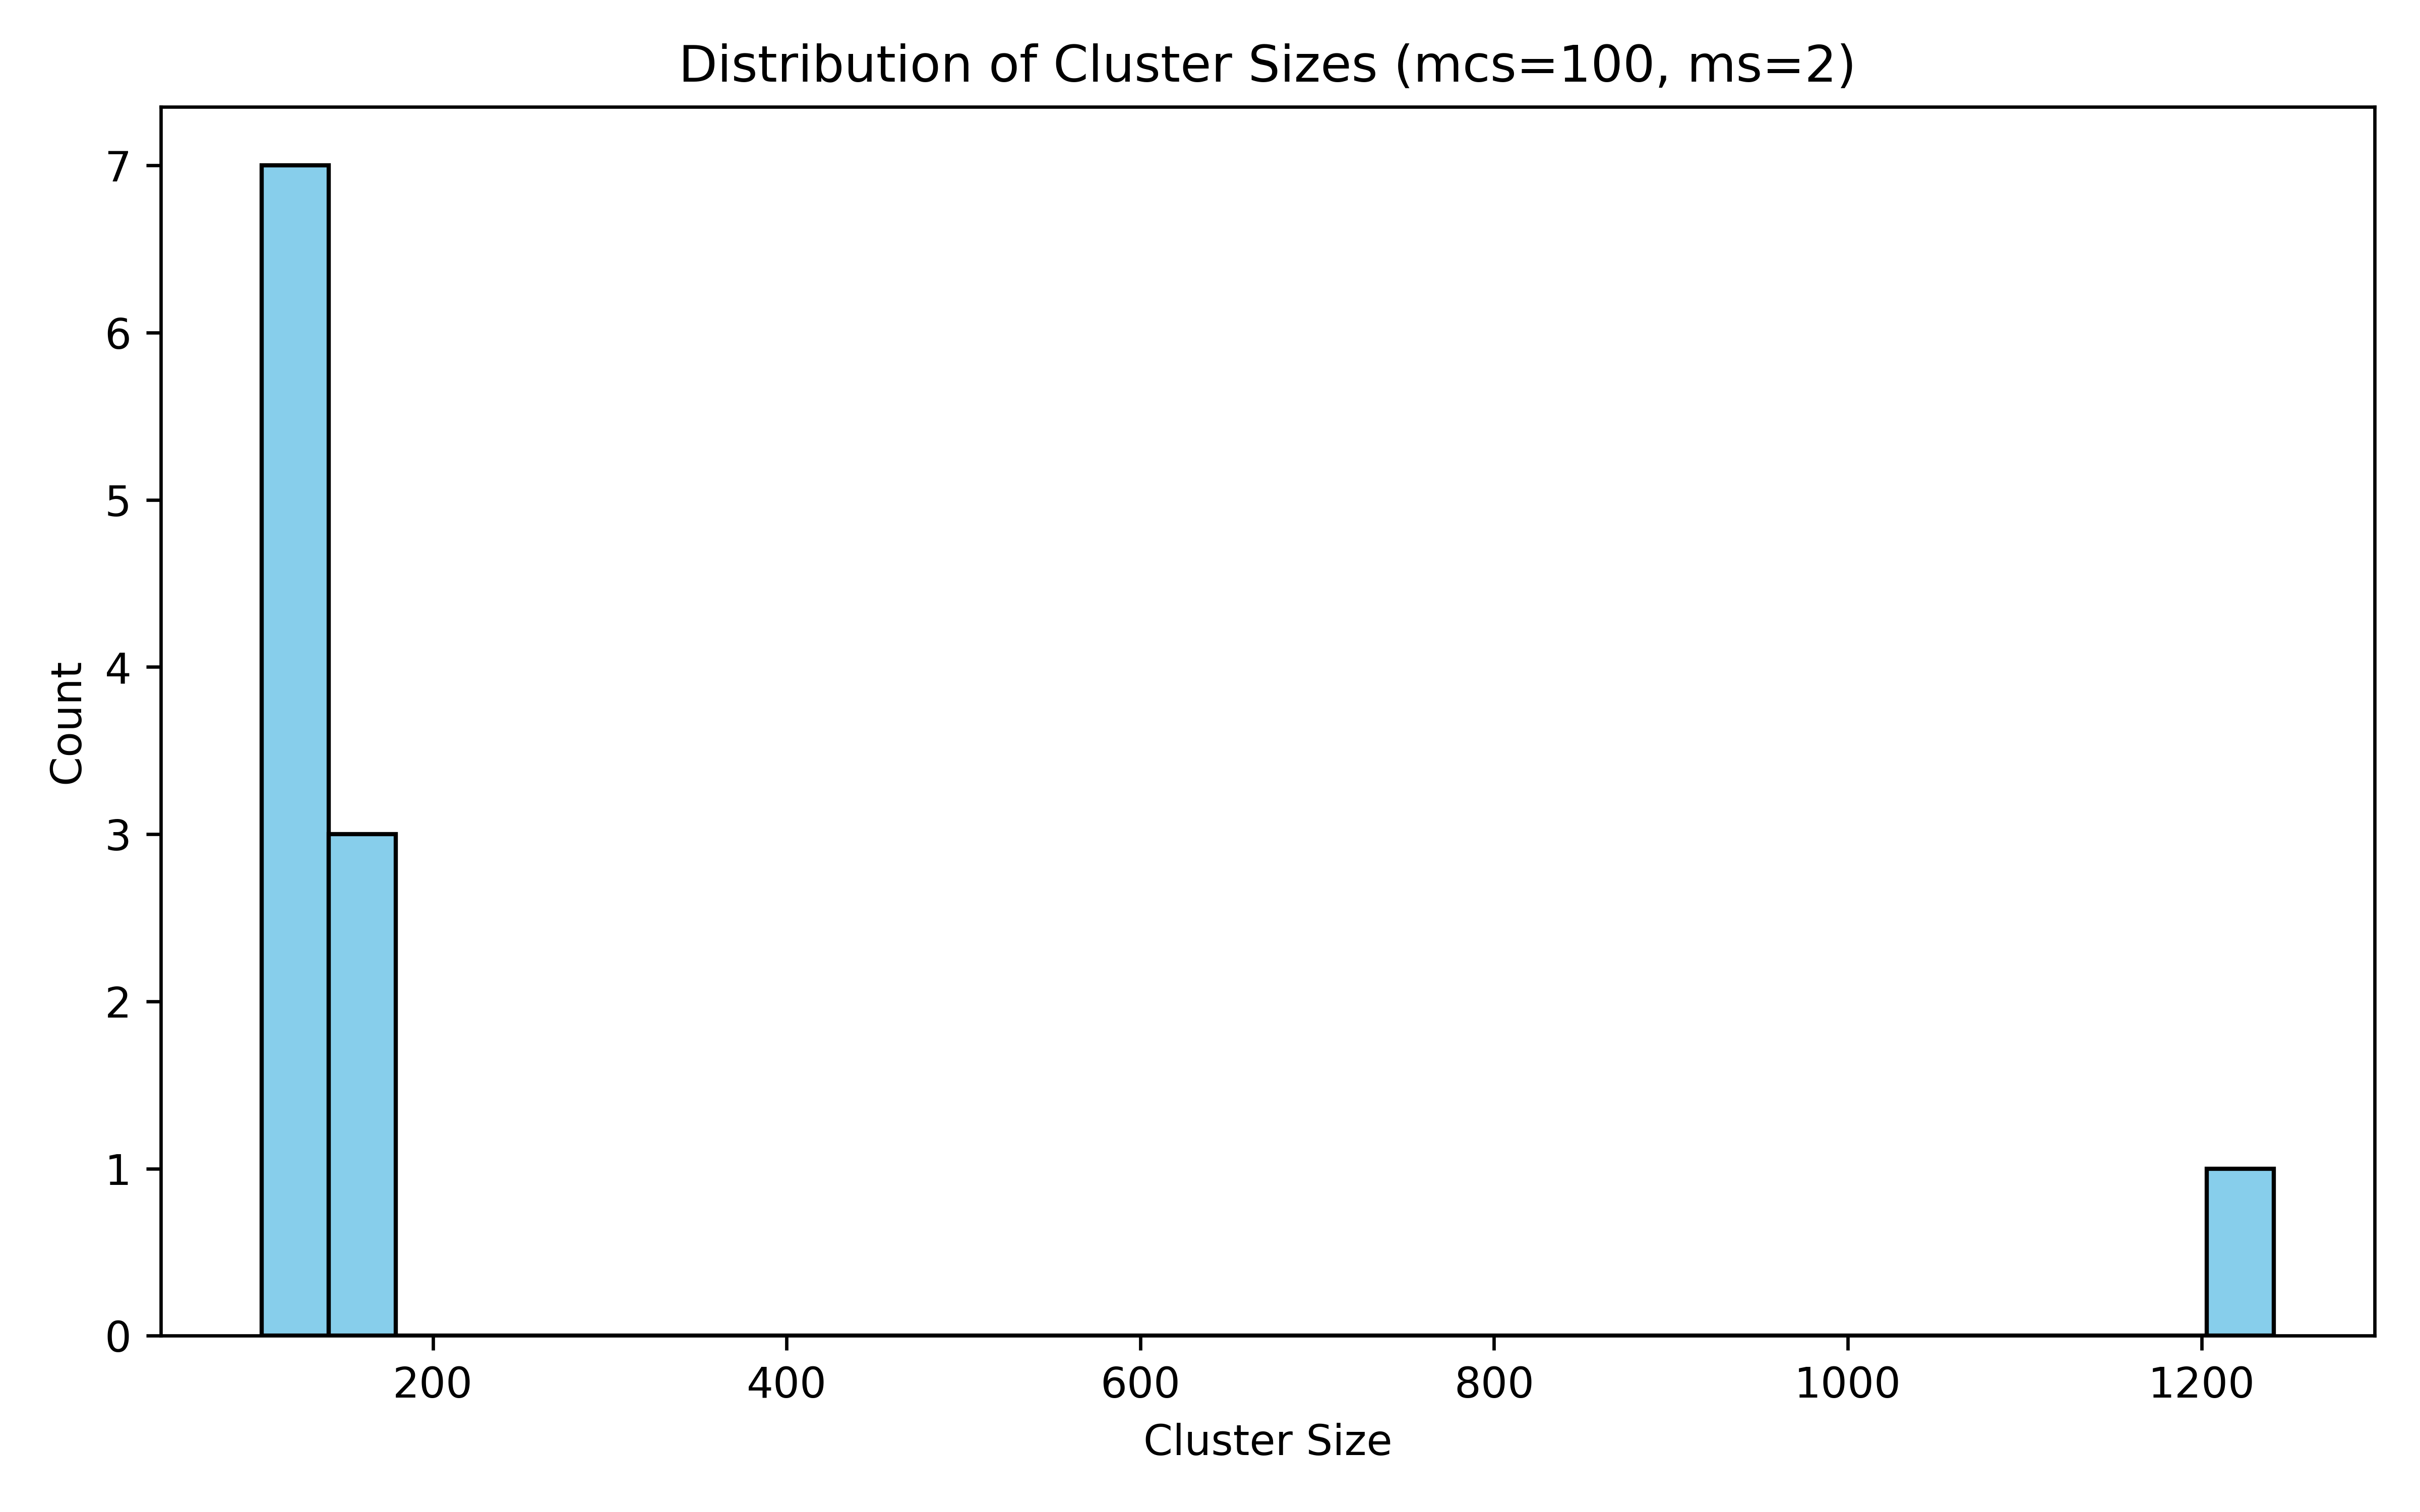 Distribution of Cluster Sizes (mcs=100, ms=2)
7
6
5
4
3
2
1
0
Count
200 400 600 800 1000 1200
Cluster Size